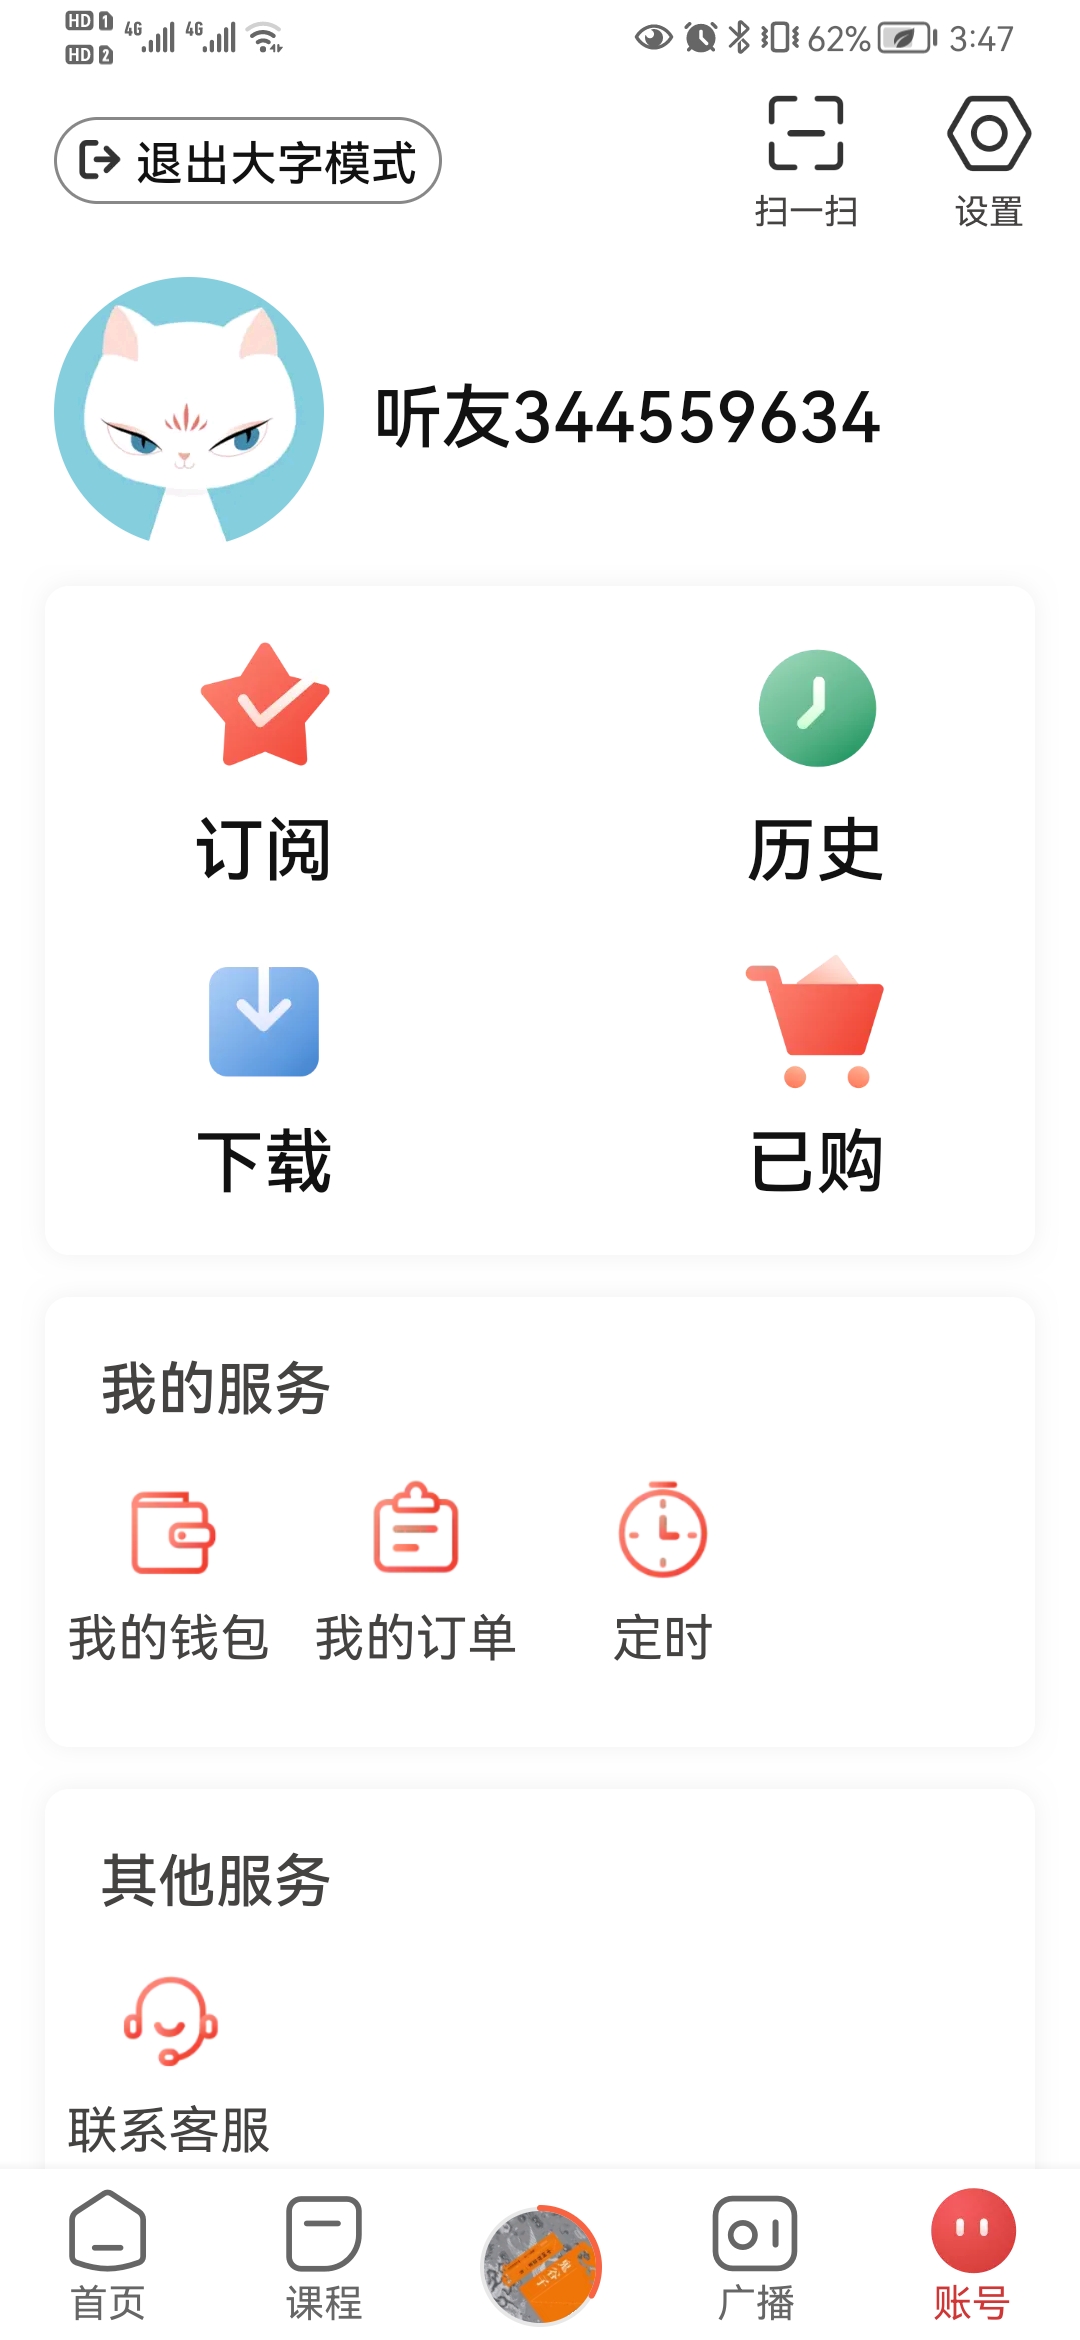 HD 1 4G 4G 62% 3:47
HD 2
退出大字模式
扫一扫 设置
听友344559634
订阅 历史
下载 已购
我的服务
我的钱包 我的订单 定时
其他服务
联系客服
首页 课程 广播 账号